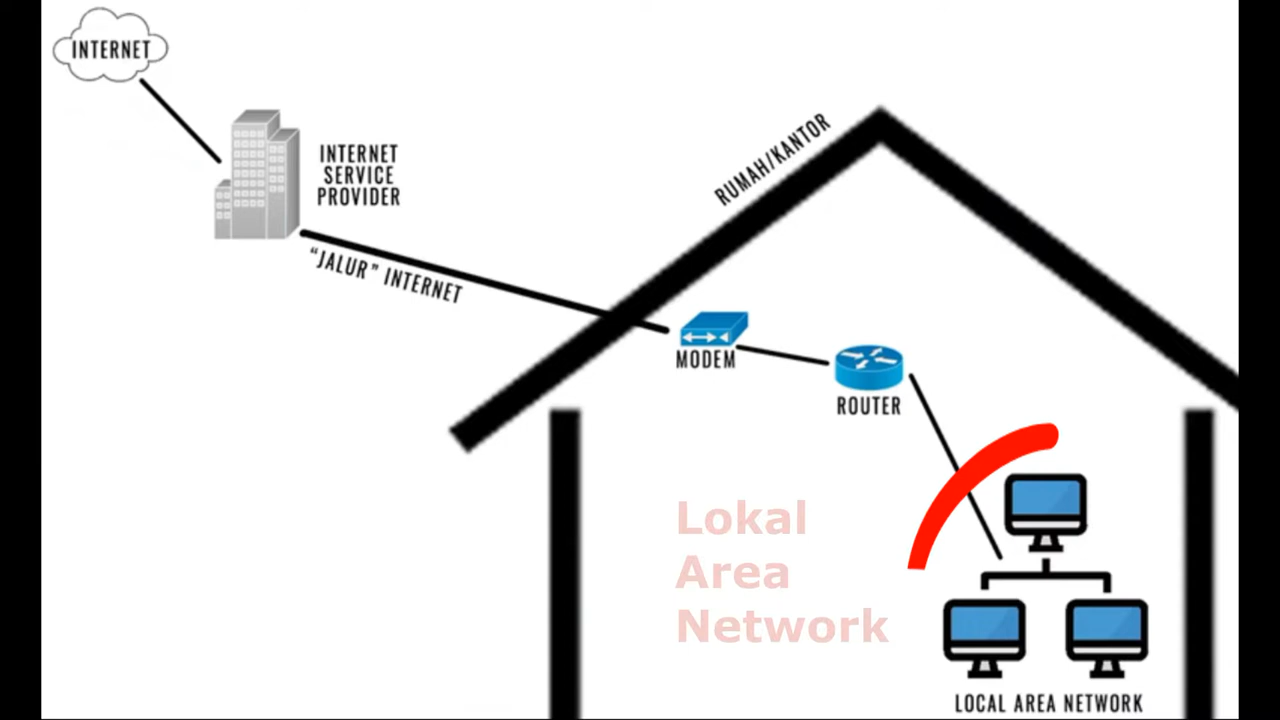 INTERNET
INTERNET
SERVICE
PROVIDER
"JALUR" INTERNET
RUMAH/KANTOR
MODEM
ROUTER
Lokal
Area
Network
LOCAL AREA NETWORK